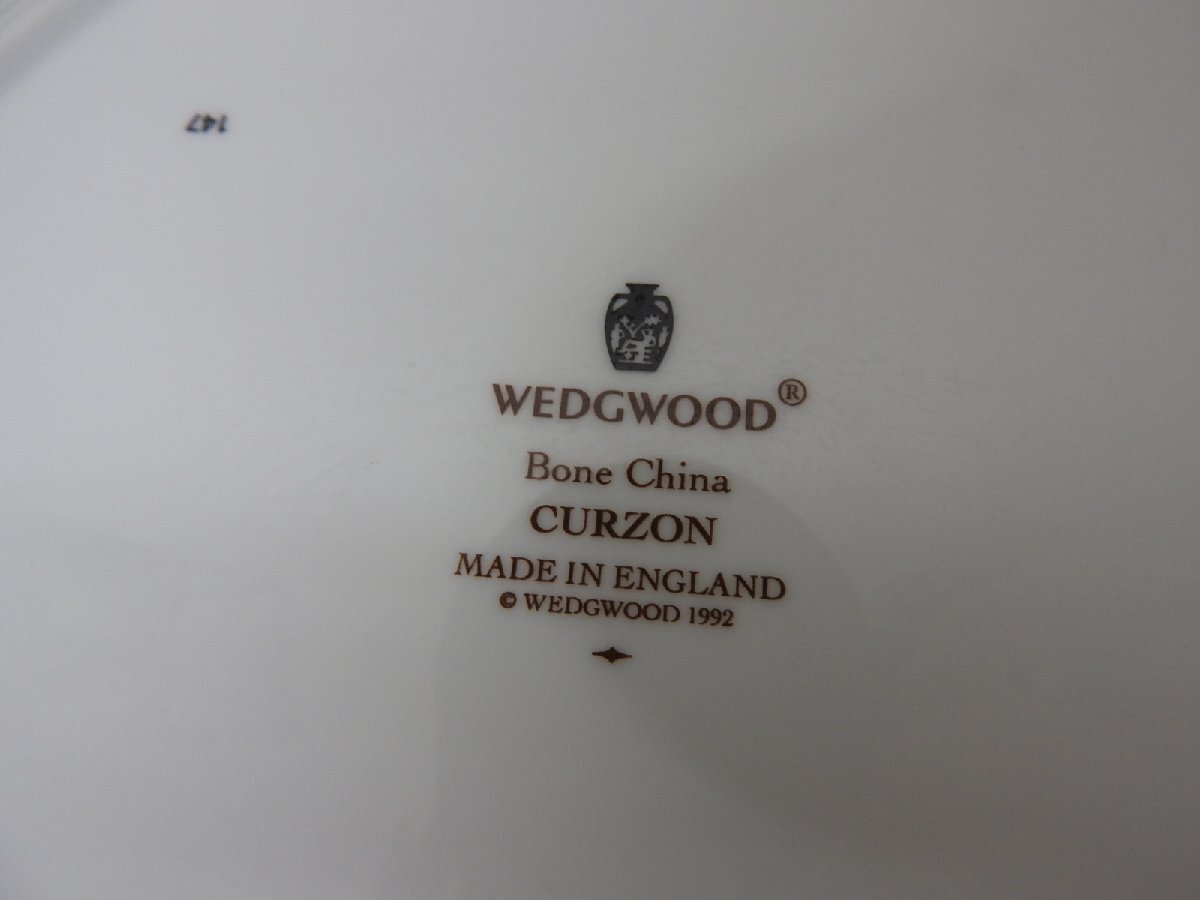 147
WEDGWOOD®
Bone China
CURZON
MADE IN ENGLAND
© WEDGWOOD 1992